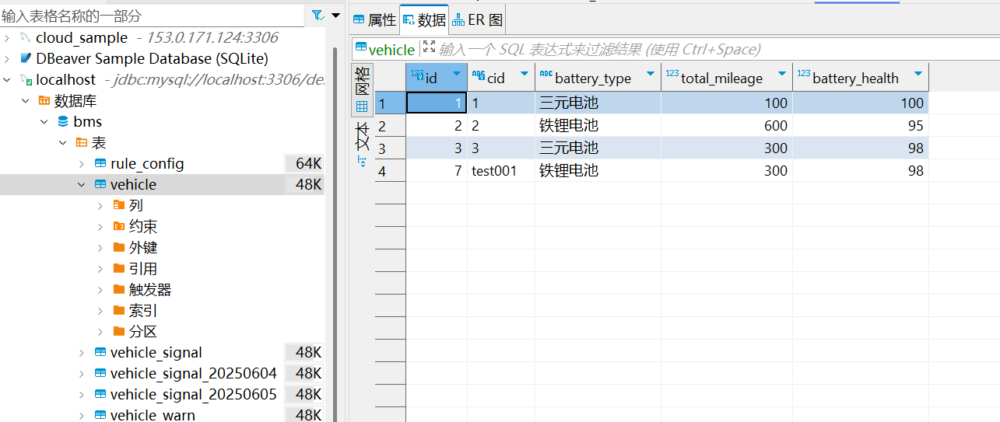 输入表格名称的一部分
cloud_sample - 153.0.171.124:3306
DBeaver Sample Database (SQLite)
localhost - jdbc:mysql://localhost:3306/de
数据库
bms
表
rule_config 64K
vehicle 48K
列
约束
外键
引用
触发器
索引
分区
vehicle_signal 48K
vehicle_signal_20250604 48K
vehicle_signal_20250605 48K
vehicle_warn 48K
属性 数据 ER 图
vehicle 输入一个 SQL 表达式来过滤结果 (使用 Ctrl+Space)
网格
文本
123 id ABC cid ABC battery_type 123 total_mileage 123 battery_health
1 1 1 三元电池 100 100
2 2 2 铁锂电池 600 95
3 3 3 三元电池 300 98
4 7 test001 铁锂电池 300 98